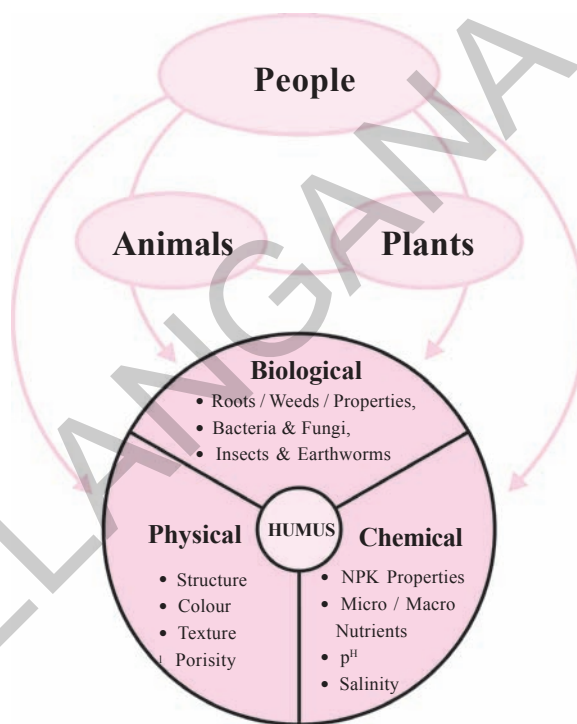 People
Animals
Plants
Biological
• Roots / Weeds / Properties,
• Bacteria & Fungi,
• Insects & Earthworms
HUMUS
Physical
• Structure
• Colour
• Texture
l Porisity
Chemical
• NPK Properties
• Micro / Macro
Nutrients
• pᴴ
• Salinity
ELLANGANA